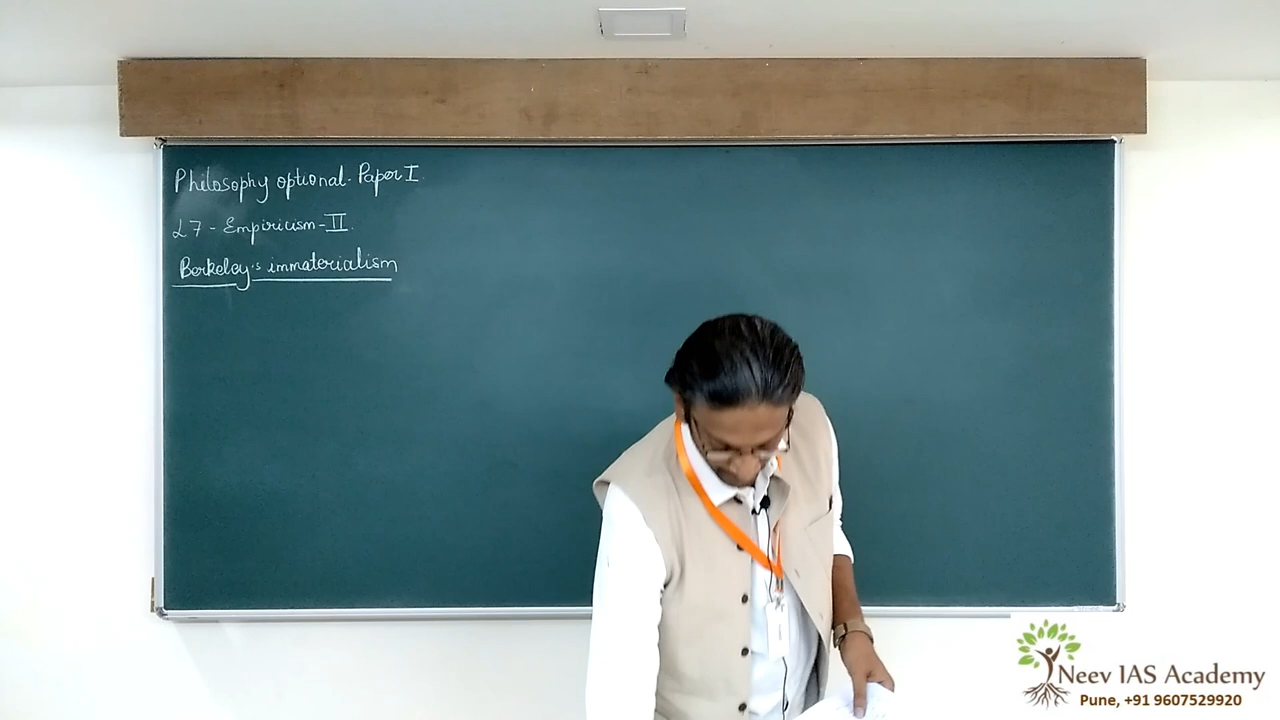 Philosophy optional. Paper I.
L7 - Empiricism - II.
Berkeley's immaterialism
Neev IAS Academy
Pune, +91 9607529920